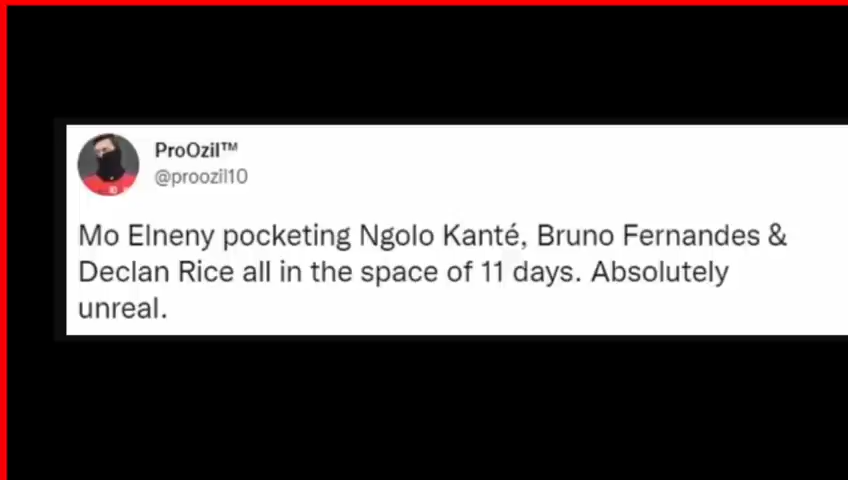 ProOzil™
@proozil10
Mo Elneny pocketing Ngolo Kanté, Bruno Fernandes &
Declan Rice all in the space of 11 days. Absolutely
unreal.